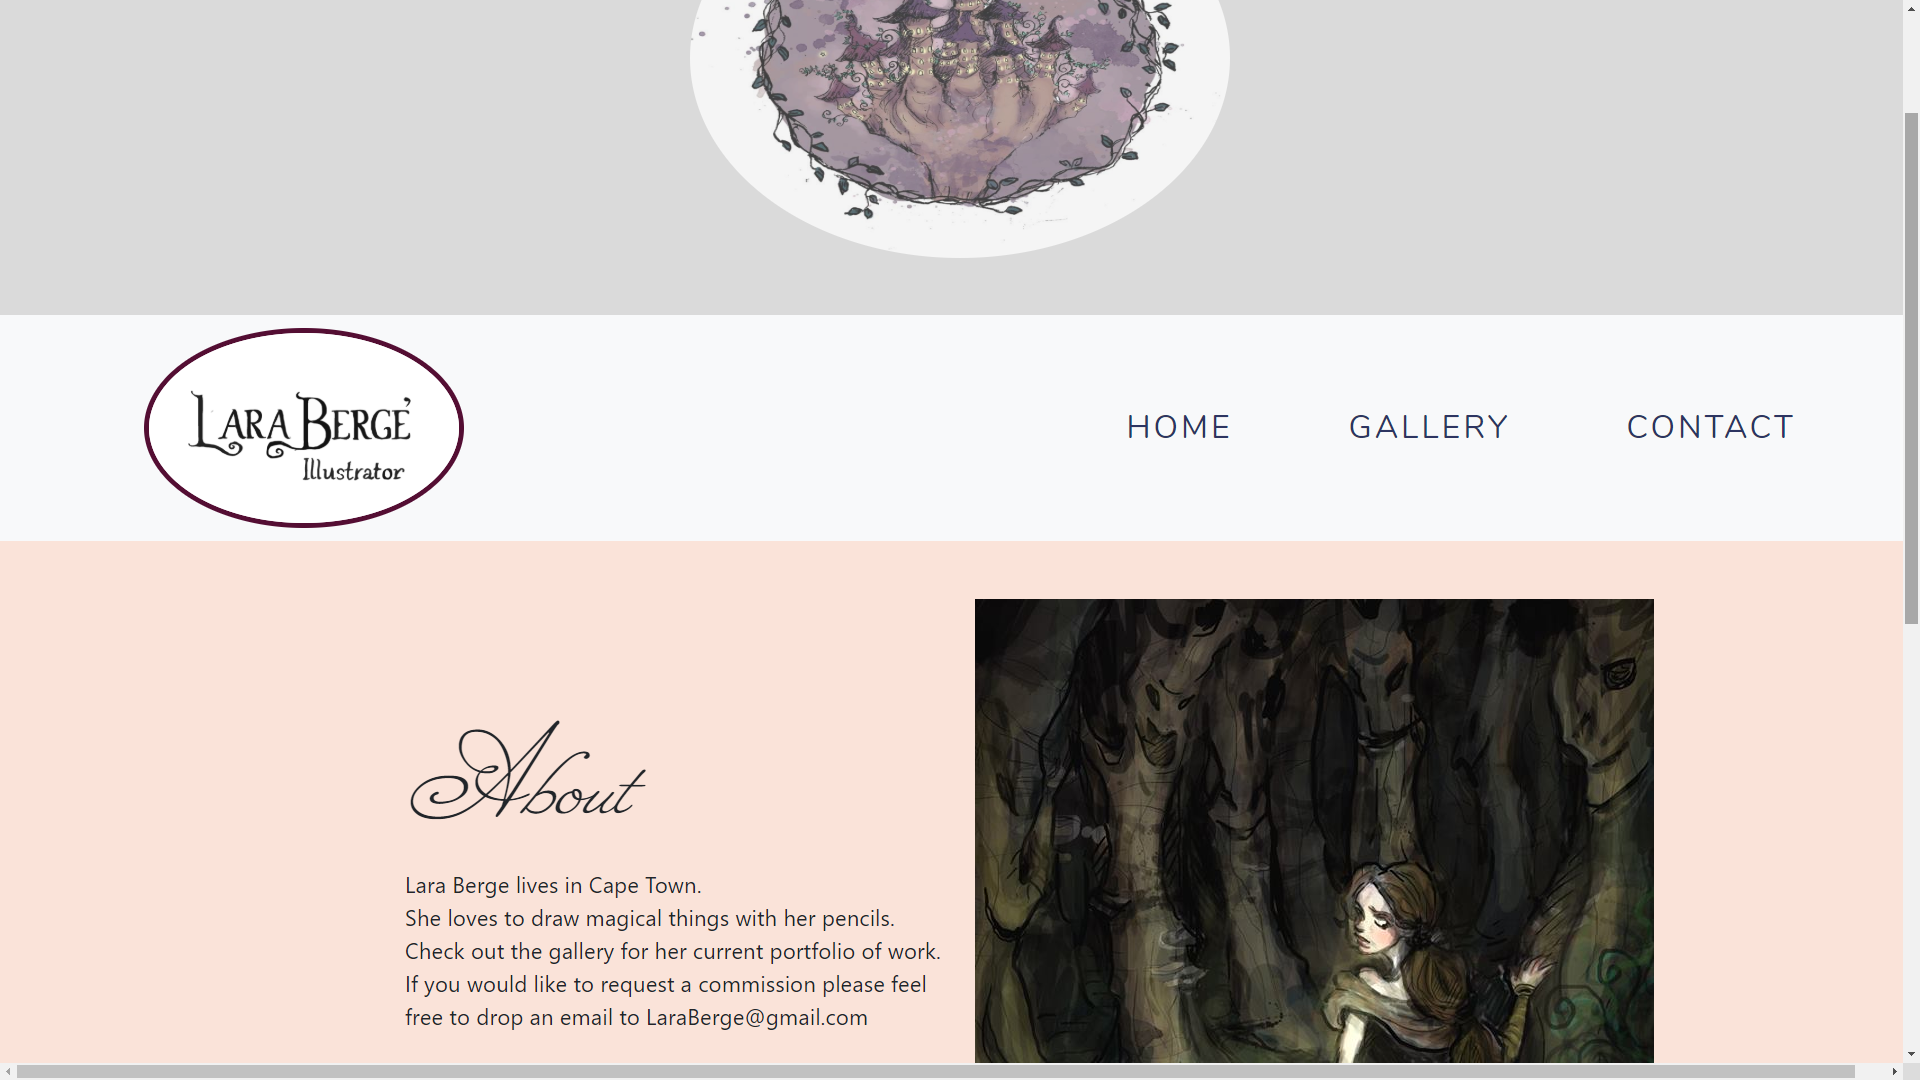 LARA BERGE'
Illustrator
HOME GALLERY CONTACT
About
Lara Berge lives in Cape Town.
She loves to draw magical things with her pencils.
Check out the gallery for her current portfolio of work.
If you would like to request a commission please feel
free to drop an email to LaraBerge@gmail.com